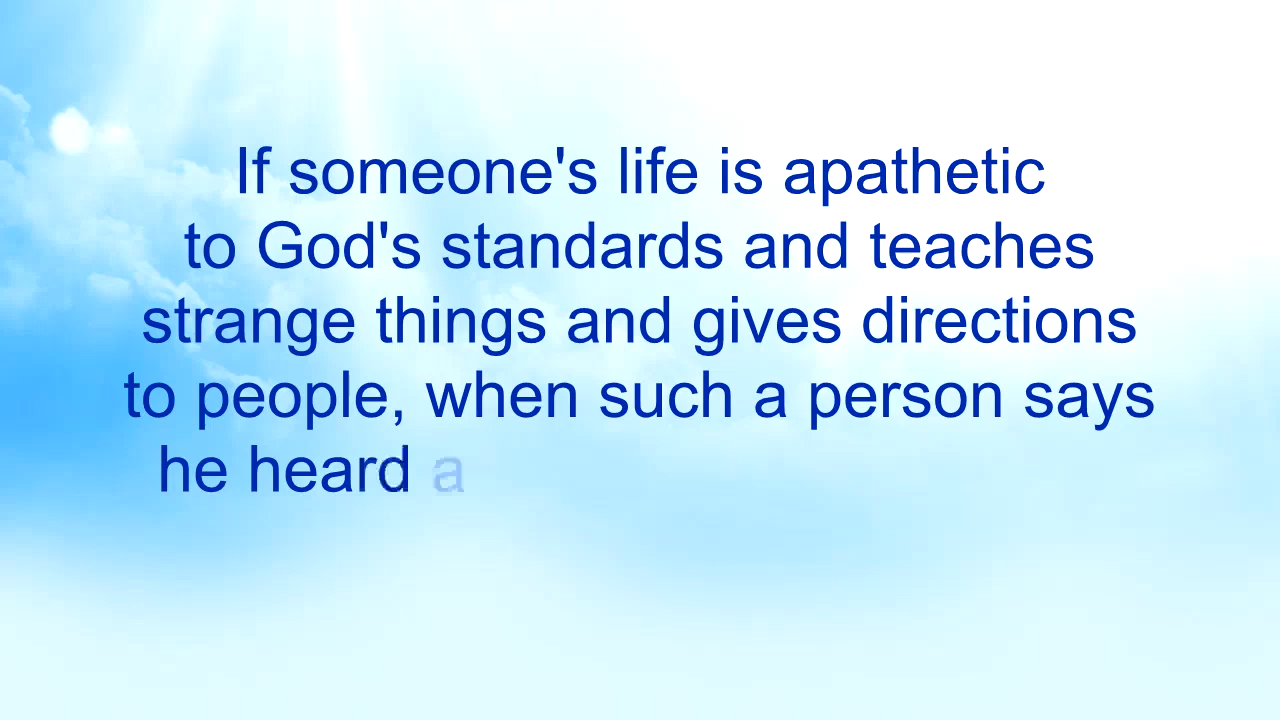 If someone's life is apathetic
to God's standards and teaches
strange things and gives directions
to people, when such a person says
he heard a